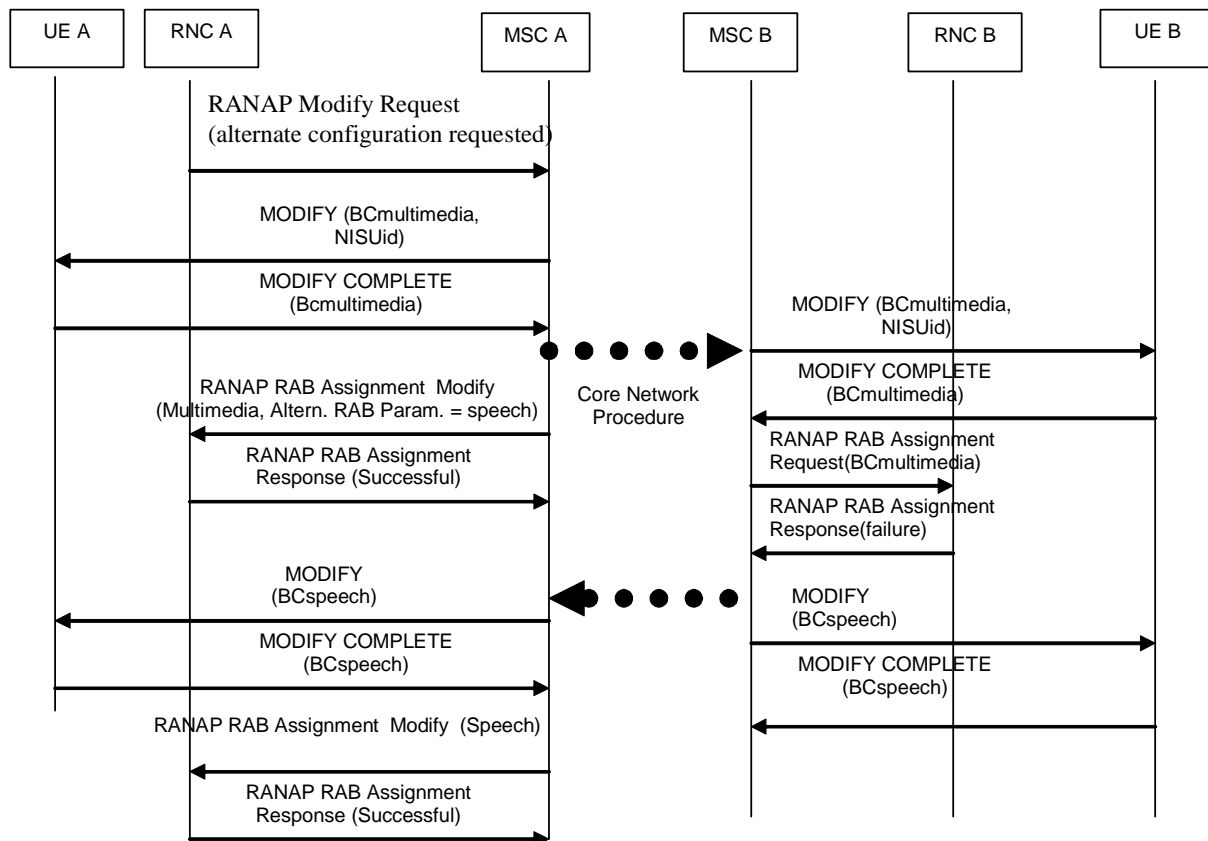 UE A
RNC A
MSC A
MSC B
RNC B
UE B
RANAP Modify Request
(alternate configuration requested)
MODIFY (BCmultimedia,
NISUid)
MODIFY COMPLETE
(Bcmultimedia)
MODIFY (BCmultimedia,
NISUid)
MODIFY COMPLETE
(BCmultimedia)
Core Network
Procedure
RANAP RAB Assignment Modify
(Multimedia, Altern. RAB Param. = speech)
RANAP RAB Assignment
Response (Successful)
RANAP RAB Assignment
Request(BCmultimedia)
RANAP RAB Assignment
Response(failure)
MODIFY
(BCspeech)
MODIFY
(BCspeech)
MODIFY COMPLETE
(BCspeech)
MODIFY COMPLETE
(BCspeech)
RANAP RAB Assignment Modify (Speech)
RANAP RAB Assignment
Response (Successful)